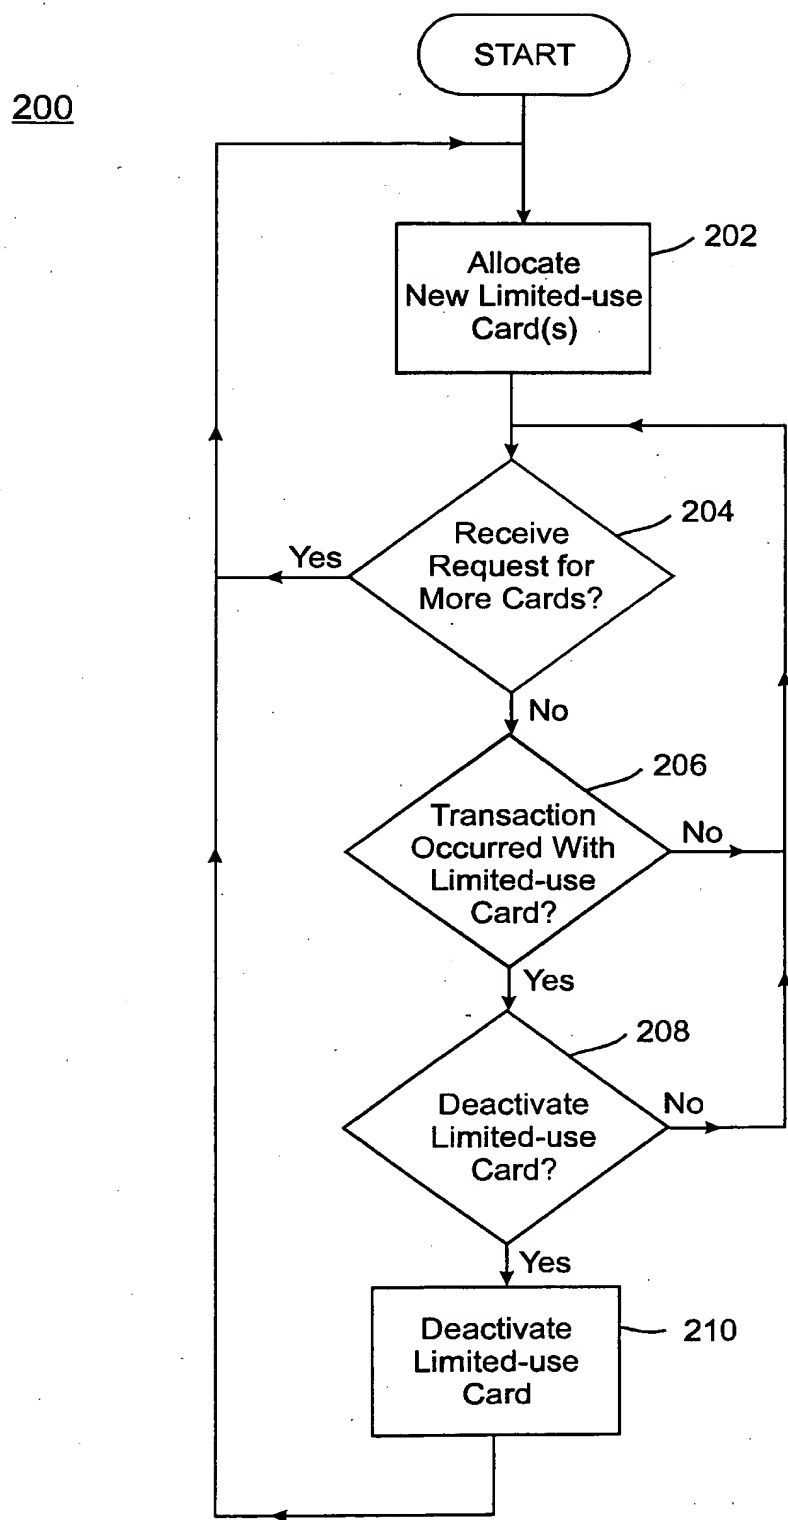 START
200
202
Allocate
New Limited-use
Card(s)
204
Receive
Request for
More Cards?
Yes
No
206
Transaction
Occurred With
Limited-use
Card?
No
Yes
208
Deactivate
Limited-use
Card?
No
Yes
Deactivate
Limited-use
Card
210